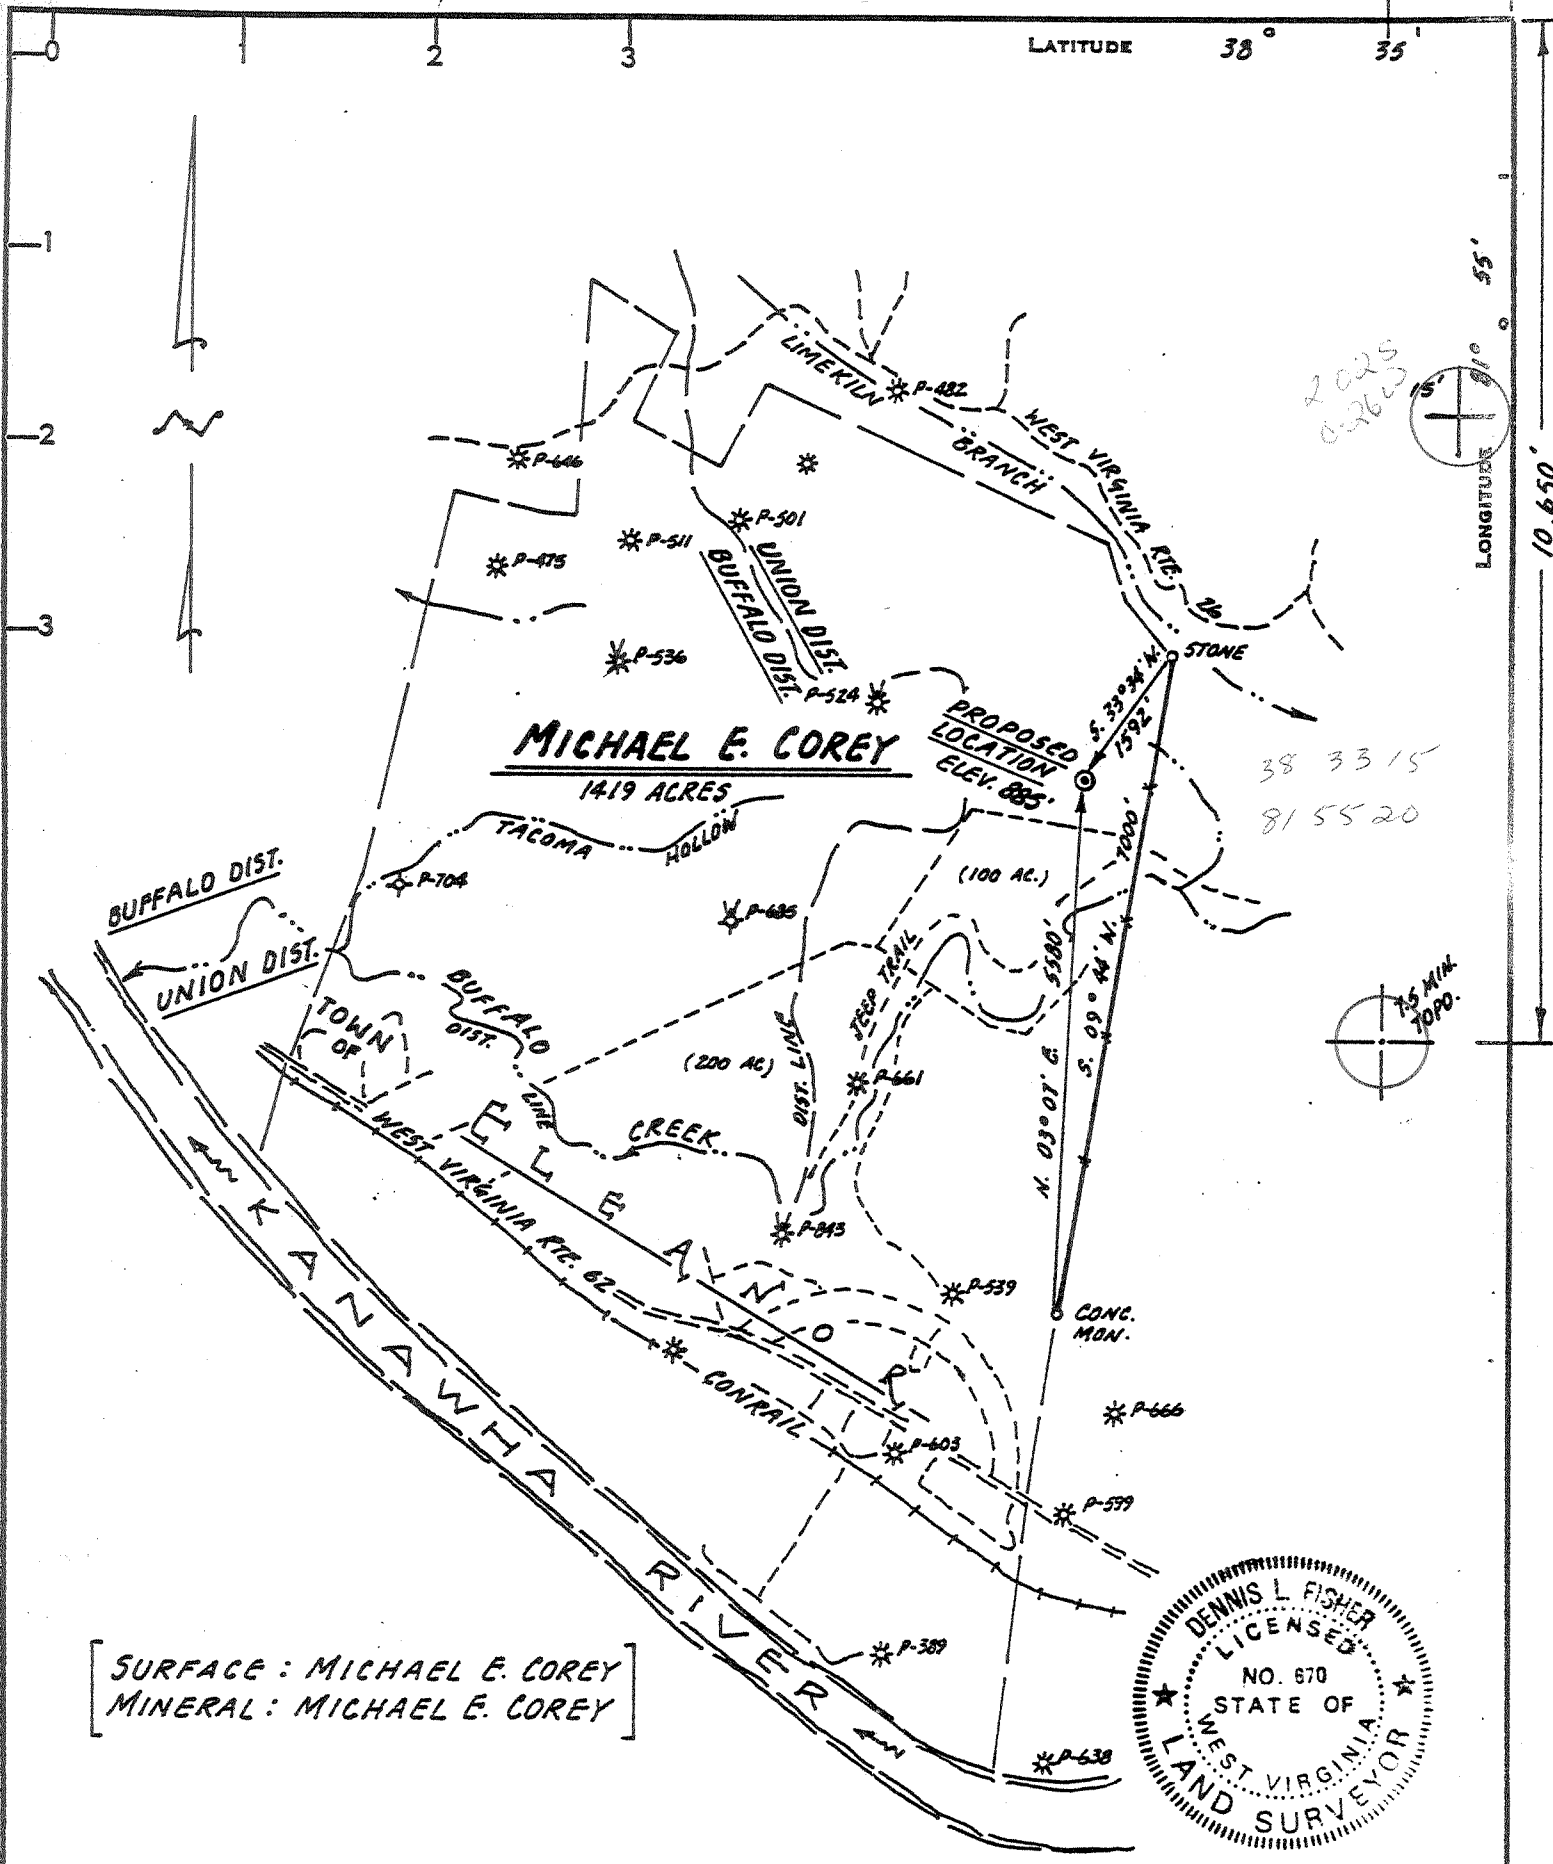 0 1 2 3
LATITUDE 38° 35'
1
2
3
LONGITUDE 81° 55'
10,650'
15'
7.5 MIN.
TOPO.
LIMEKILN
BRANCH
P-482
WEST VIRGINIA RTE.
P-646
P-501
P-511
P-475
UNION DIST.
BUFFALO DIST.
P-536
P-524
STONE
S. 33°34' W.
1592'
PROPOSED
LOCATION
ELEV. 885'
MICHAEL E. COREY
1419 ACRES
38 33 15
81 55 20
TACOMA
HOLLOW
7000'
(100 AC.)
BUFFALO DIST.
P-704
P-685
UNION DIST.
5580'
S. 09° 44' W.
N. 03° 07' E.
JEEP TRAIL
TOWN
OF
BUFFALO
DIST.
LINE
CREEK
(200 AC)
DIST. LINE
P-661
ELEANOR
WEST VIRGINIA RTE. 62
P-843
P-539
CONC.
MON.
KANAWHA RIVER
CONRAIL
P-666
P-603
P-599
P-389
P-638
SURFACE : MICHAEL E. COREY
MINERAL : MICHAEL E. COREY
DENNIS L. FISHER
LICENSED
NO. 670
STATE OF
WEST VIRGINIA
LAND SURVEYOR